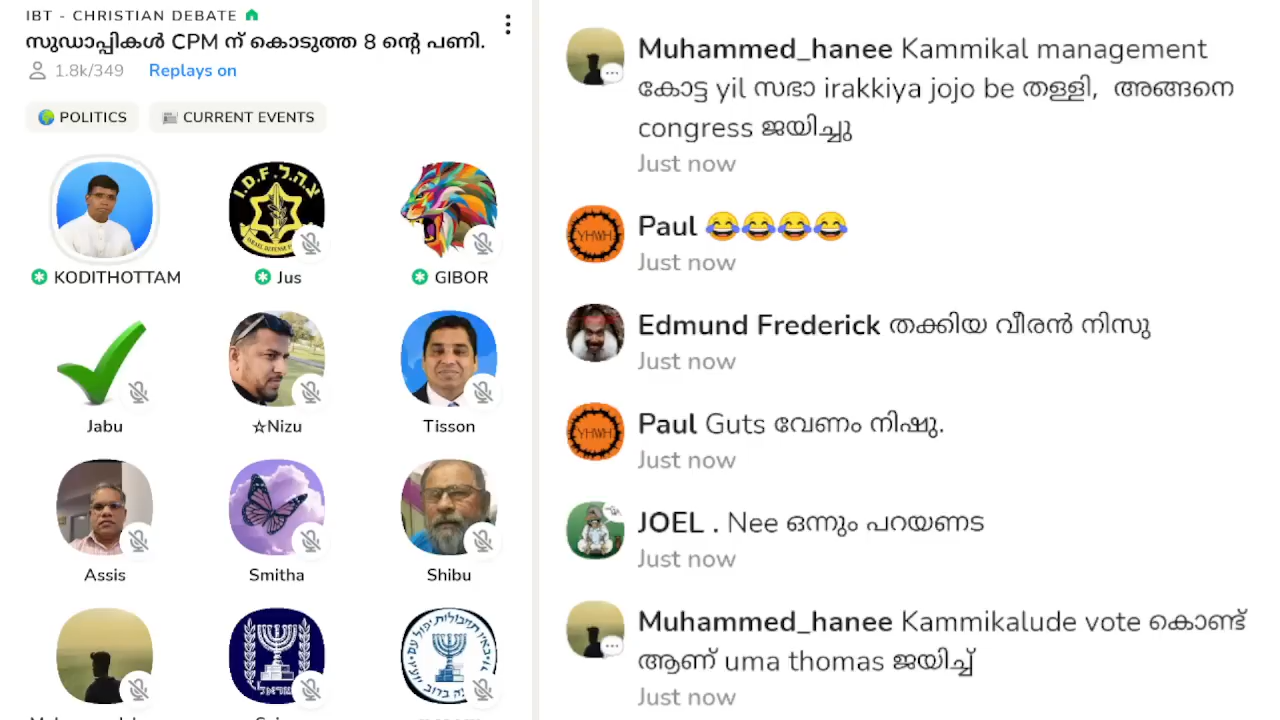 IBT - CHRISTIAN DEBATE
സുഡാപ്പികൾ CPM ന് കൊടുത്ത 8 ന്റെ പണി.
1.8k/349 Replays on
POLITICS CURRENT EVENTS
I.D.F. צ.ה.ל.
KODITHOTTAM Jus GIBOR
Jabu ☆Nizu Tisson
Assis Smitha Shibu
ישראל
Muhammed_hanee Kammikal management
കോട്ട yil സഭാ irakkiya jojo be തള്ളി, അങ്ങനെ
congress ജയിച്ചു
Just now
YHWH
Paul 😂😂😂😂
Just now
Edmund Frederick തക്കിയ വീരൻ നിസു
Just now
YHWH
Paul Guts വേണം നിഷു.
Just now
JOEL . Nee ഒന്നും പറയണട
Just now
Muhammed_hanee Kammikalude vote കൊണ്ട്
ആണ് uma thomas ജയിച്ച്
Just now